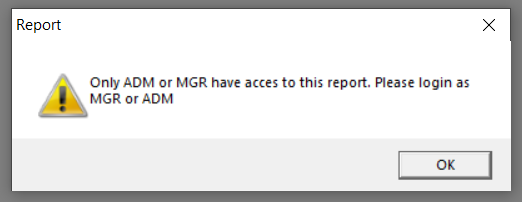 Report
Only ADM or MGR have acces to this report. Please login as
MGR or ADM
OK